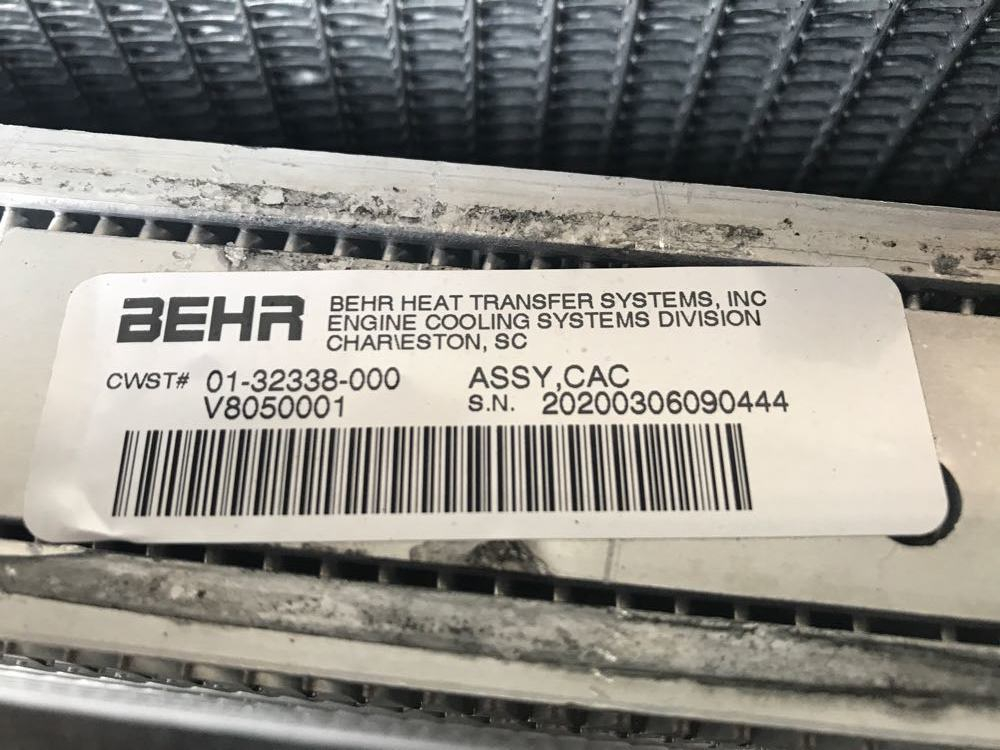 BEHR
BEHR HEAT TRANSFER SYSTEMS, INC
ENGINE COOLING SYSTEMS DIVISION
CHAR\ESTON, SC
CWST# 01-32338-000 ASSY,CAC
V8050001 S.N. 20200306090444